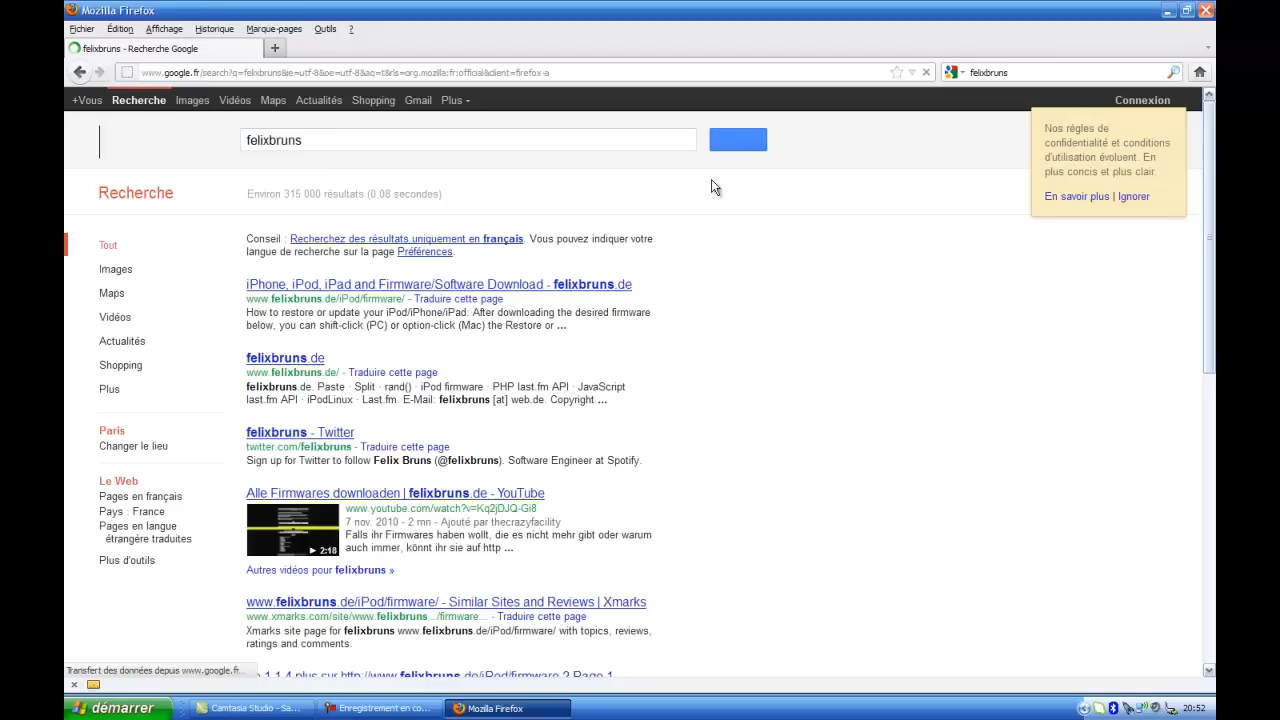 Mozilla Firefox
Fichier Édition Affichage Historique Marque-pages Outils ?
felixbruns - Recherche Google
www.google.fr/search?q=felixbruns&ie=utf-8&oe=utf-8&aq=t&rls=org.mozilla:fr:official&client=firefox-a
felixbruns
+Vous Recherche Images Vidéos Maps Actualités Shopping Gmail Plus
Connexion
felixbruns
Nos règles de
confidentialité et conditions
d'utilisation évoluent. En
plus concis et plus clair.
En savoir plus | Ignorer
Recherche
Environ 315 000 résultats (0,08 secondes)
Tout
Images
Maps
Vidéos
Actualités
Shopping
Plus
Paris
Changer le lieu
Le Web
Pages en français
Pays : France
Pages en langue
étrangère traduites
Plus d'outils
Conseil : Recherchez des résultats uniquement en français. Vous pouvez indiquer votre
langue de recherche sur la page Préférences.
iPhone, iPod, iPad and Firmware/Software Download - felixbruns.de
www.felixbruns.de/iPod/firmware/ - Traduire cette page
How to restore or update your iPod/iPhone/iPad: After downloading the desired firmware
below, you can shift-click (PC) or option-click (Mac) the Restore or ...
felixbruns.de
www.felixbruns.de/ - Traduire cette page
felixbruns.de. Paste · Split · rand() · iPod firmware · PHP last.fm API · JavaScript
last.fm API · iPodLinux · Last.fm. E-Mail: felixbruns [at] web.de. Copyright ...
felixbruns - Twitter
twitter.com/felixbruns - Traduire cette page
Sign up for Twitter to follow Felix Bruns (@felixbruns). Software Engineer at Spotify.
Alle Firmwares downloaden | felixbruns.de - YouTube
www.youtube.com/watch?v=Kq2jDJQ-Gi8
7 nov. 2010 - 2 mn - Ajouté par thecrazyfacility
Falls ihr Firmwares haben wollt, die es nicht mehr gibt oder warum
auch immer, könnt ihr sie auf http ...
2:18
Autres vidéos pour felixbruns »
www.felixbruns.de/iPod/firmware/ - Similar Sites and Reviews | Xmarks
www.xmarks.com/site/www.felixbruns.../firmware... - Traduire cette page
Xmarks site page for felixbruns www.felixbruns.de/iPod/firmware/ with topics, reviews,
ratings and comments.
1.1.4 plus sur http://www.felixbruns.de/iPod/firmware ? Page 1
Transfert des données depuis www.google.fr...
démarrer
Camtasia Studio - Sa...
Enregistrement en co...
Mozilla Firefox
20:52